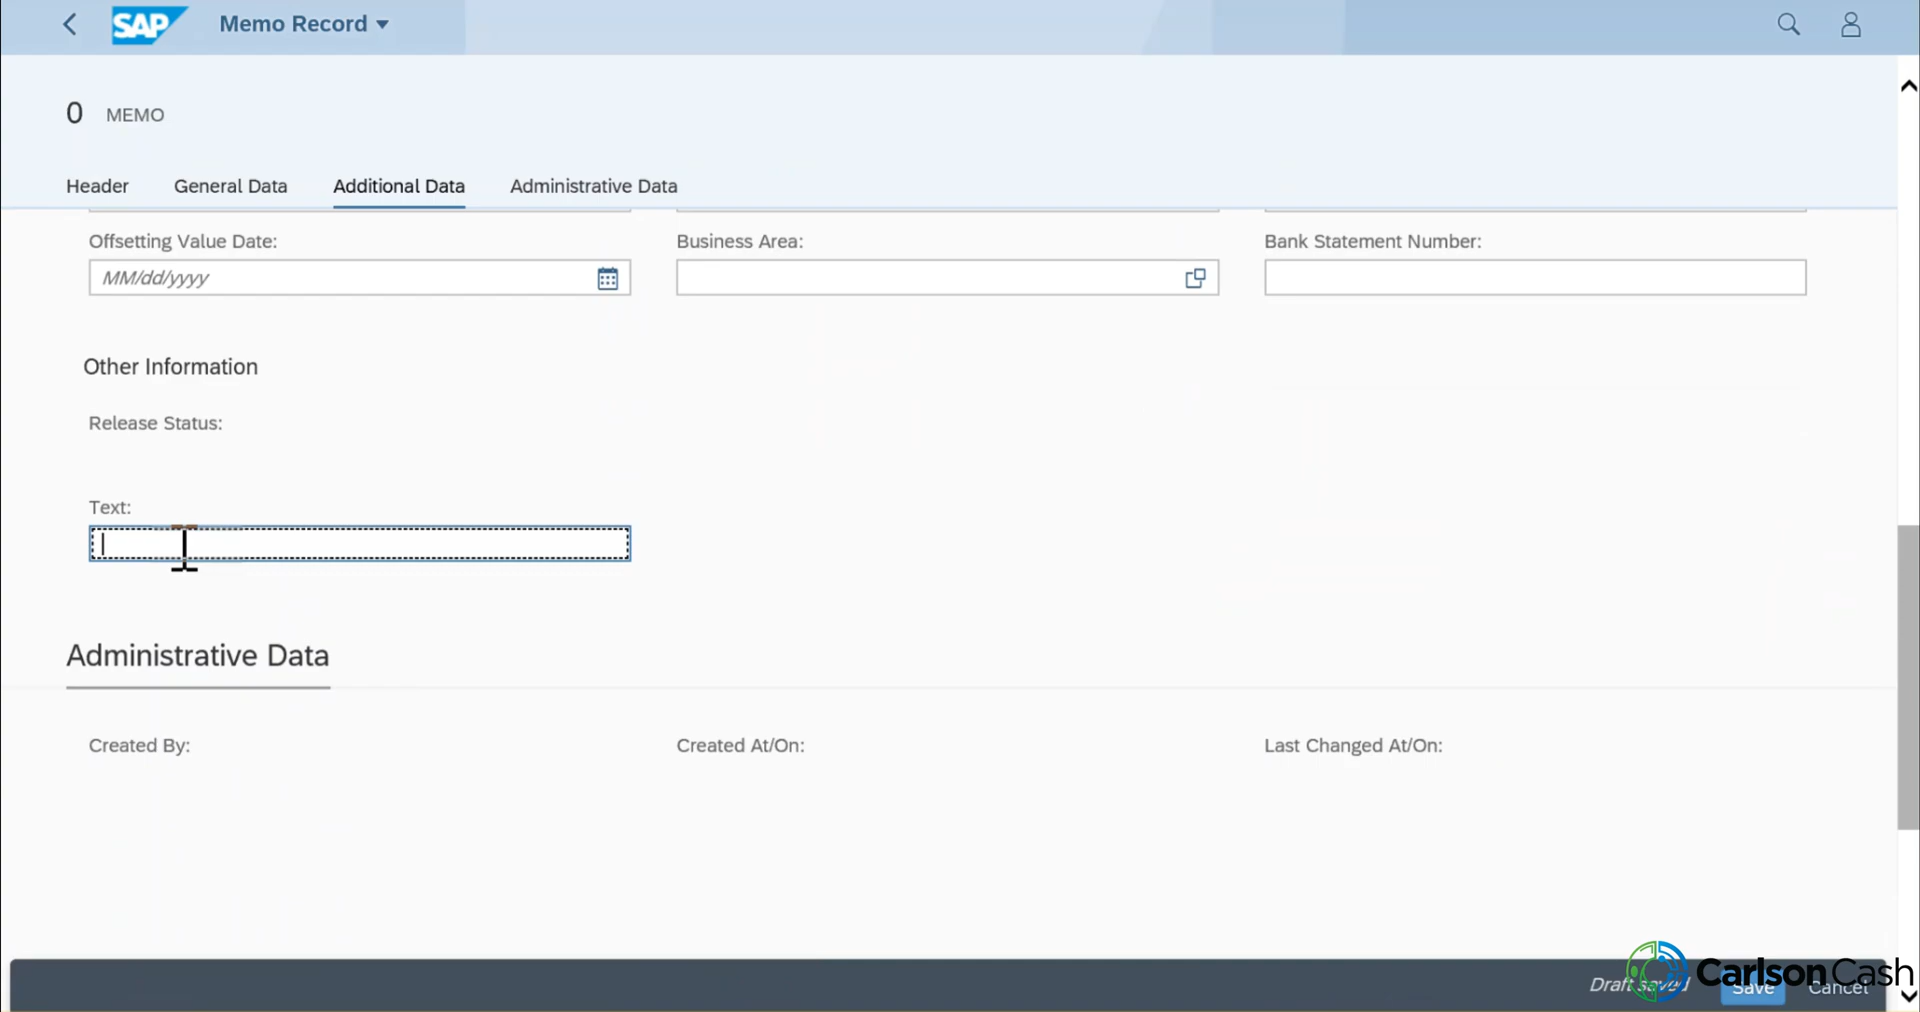 SAP Memo Record
0 MEMO
Header General Data Additional Data Administrative Data
Offsetting Value Date: Business Area: Bank Statement Number:
MM/dd/yyyy
Other Information
Release Status:
Text:
Administrative Data
Created By: Created At/On: Last Changed At/On:
Draft saved Save Cancel
Carlson Cash